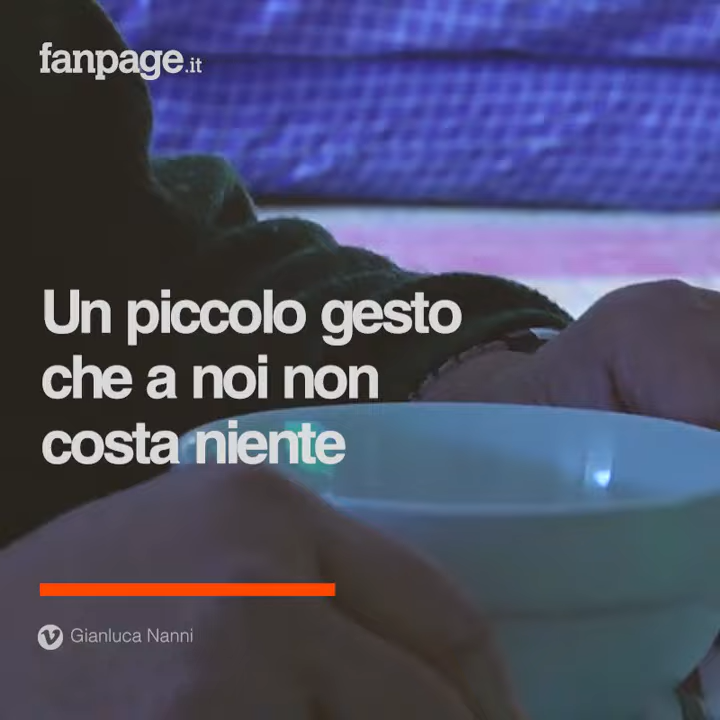 fanpage.it
Un piccolo gesto
che a noi non
costa niente
Gianluca Nanni